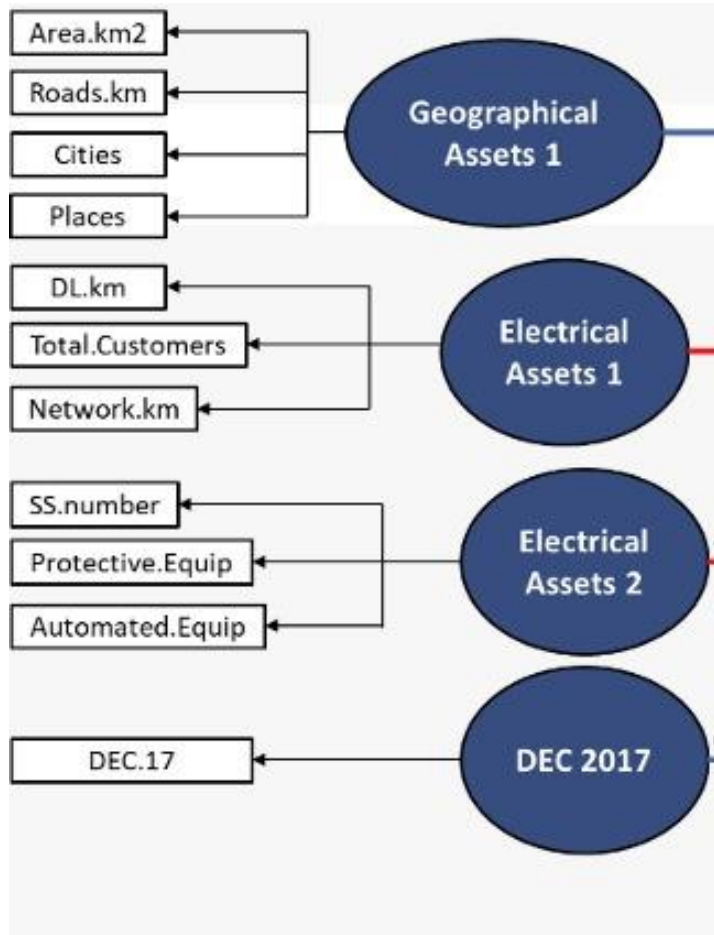 Area.km2
Roads.km
Cities
Places
Geographical
Assets 1
DL.km
Total.Customers
Network.km
Electrical
Assets 1
SS.number
Protective.Equip
Automated.Equip
Electrical
Assets 2
DEC.17
DEC 2017